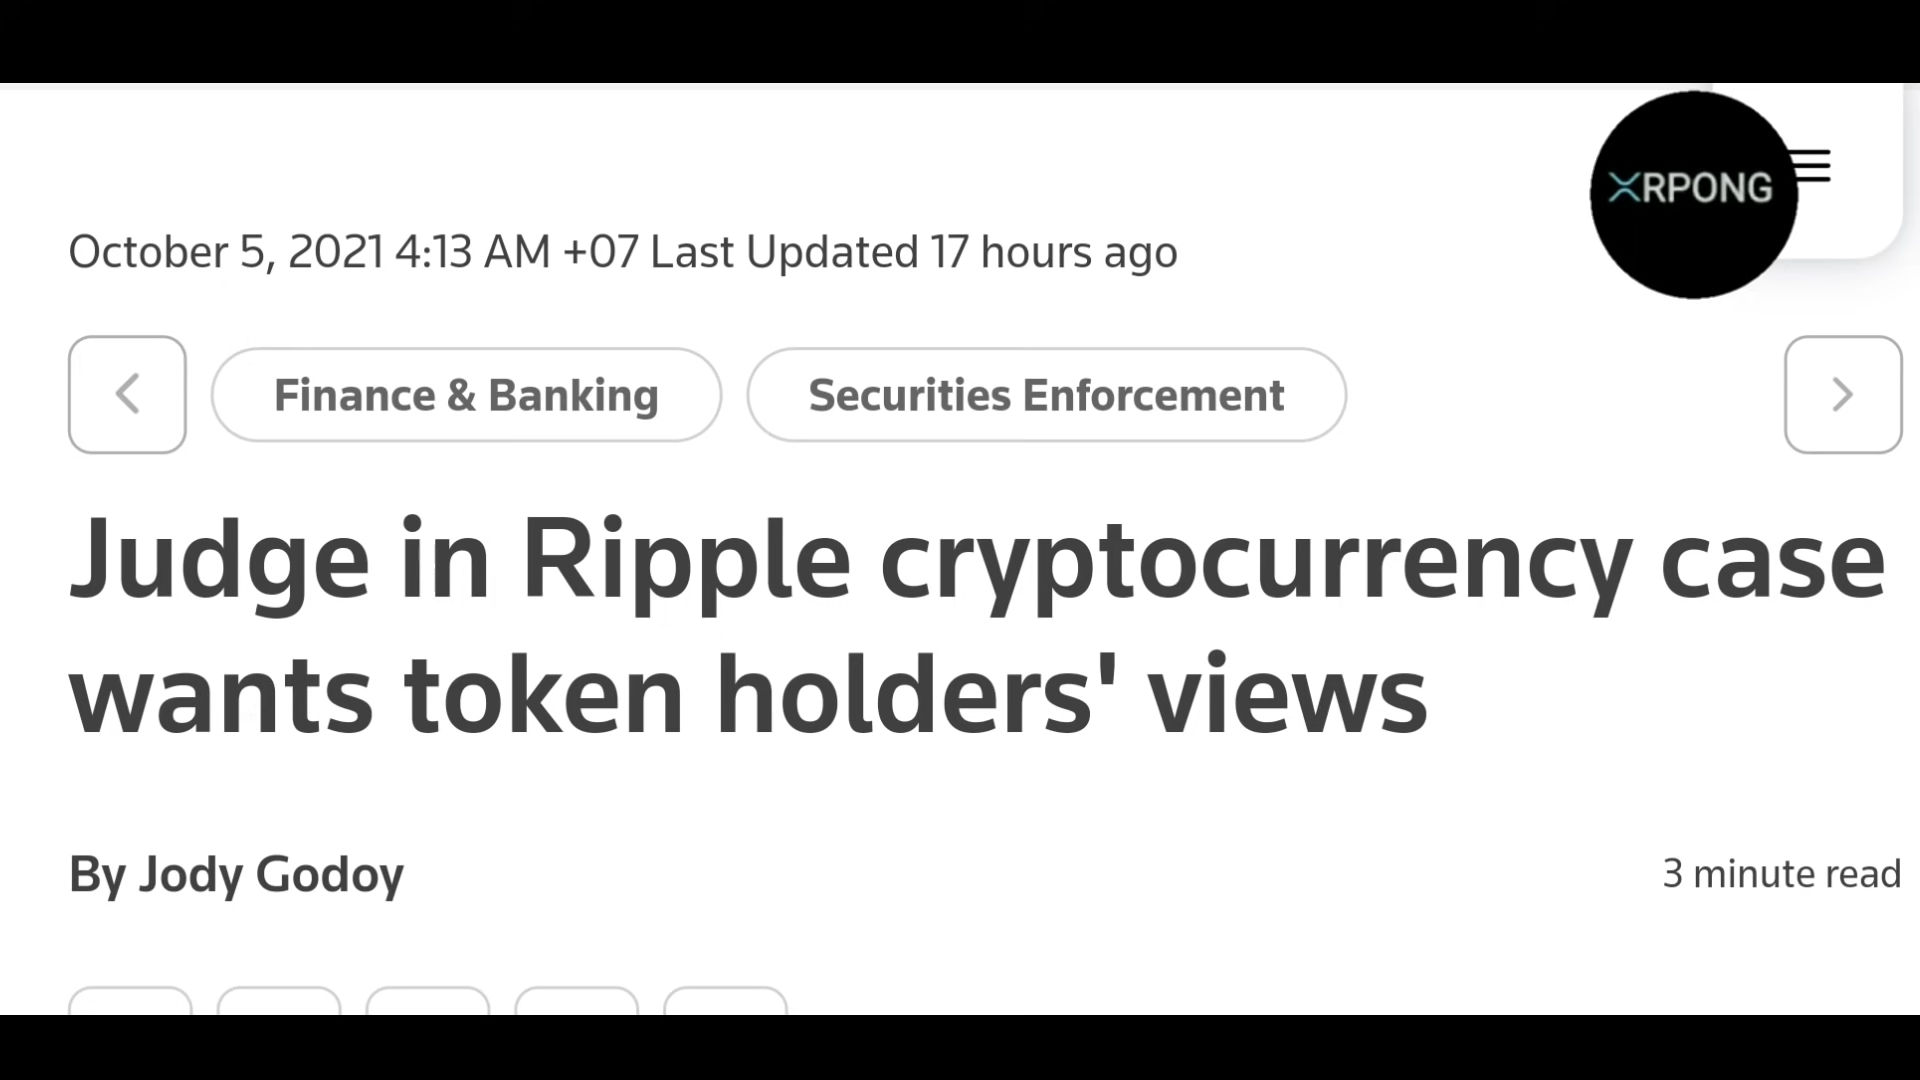 XRPONG
October 5, 2021 4:13 AM +07 Last Updated 17 hours ago
Finance & Banking
Securities Enforcement
Judge in Ripple cryptocurrency case
wants token holders' views
By Jody Godoy
3 minute read